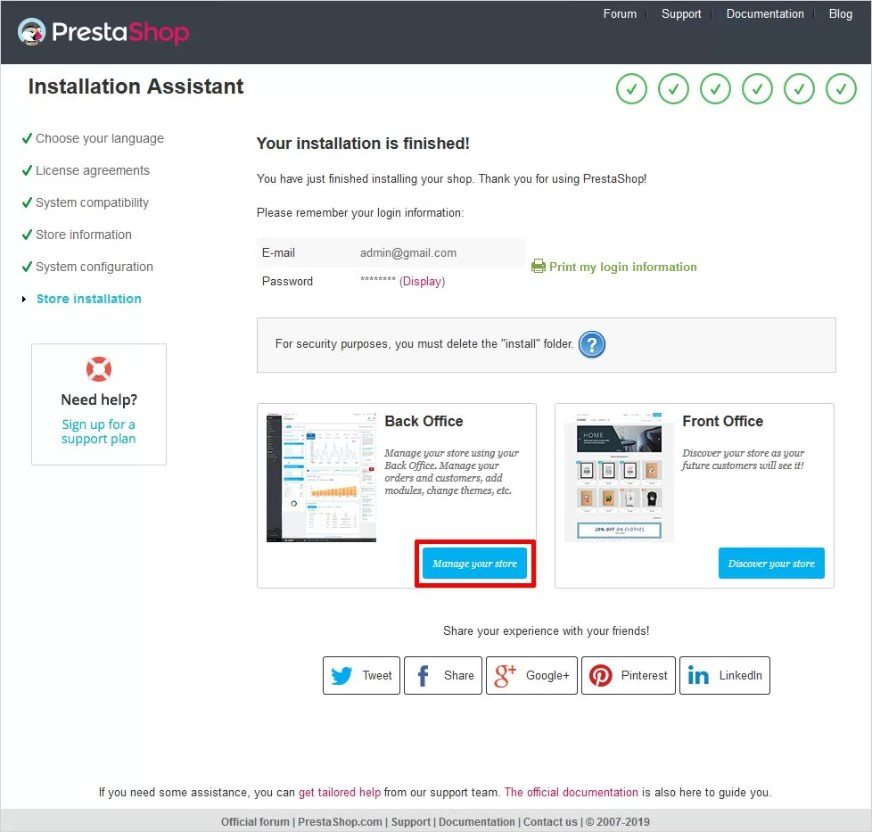 Forum
Support
Documentation
Blog
PrestaShop
Installation Assistant
Choose your language
License agreements
System compatibility
Store information
System configuration
Store installation
Need help?
Sign up for a
support plan
Your installation is finished!
You have just finished installing your shop. Thank you for using PrestaShop!
Please remember your login information:
E-mail admin@gmail.com
Password ******** (Display)
Print my login information
For security purposes, you must delete the "install" folder. ?
Back Office
Manage your store using your
Back Office. Manage your
orders and customers, add
modules, change themes, etc.
Manage your store
HOME
20% OFF ON CLOTHES
Front Office
Discover your store as your
future customers will see it!
Discover your store
Share your experience with your friends!
Tweet
Share
Google+
Pinterest
LinkedIn
If you need some assistance, you can get tailored help from our support team. The official documentation is also here to guide you.
Official forum | PrestaShop.com | Support | Documentation | Contact us | © 2007-2019